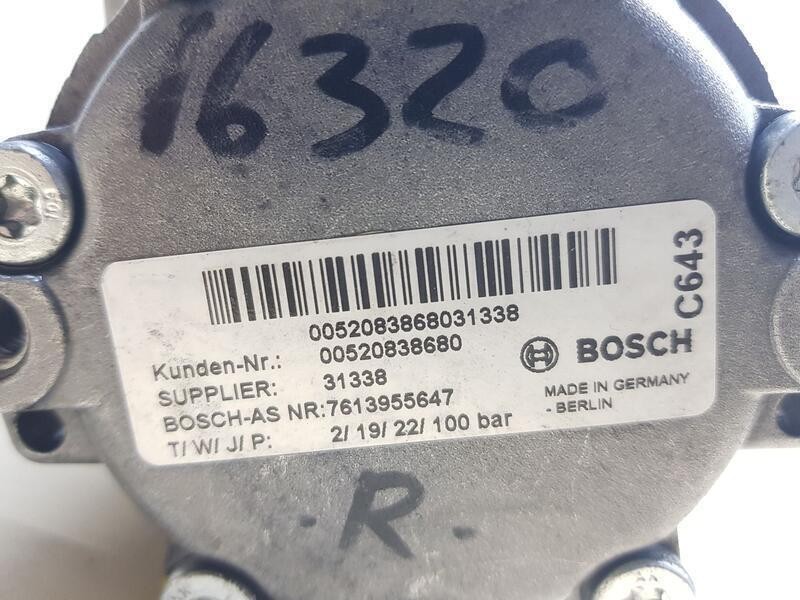 16320
0052083868031338
Kunden-Nr.: 00520838680
SUPPLIER: 31338
BOSCH-AS NR:7613955647
T/ W/ J/ P: 2/ 19/ 22/ 100 bar
BOSCH
MADE IN GERMANY
- BERLIN
C643
.R.